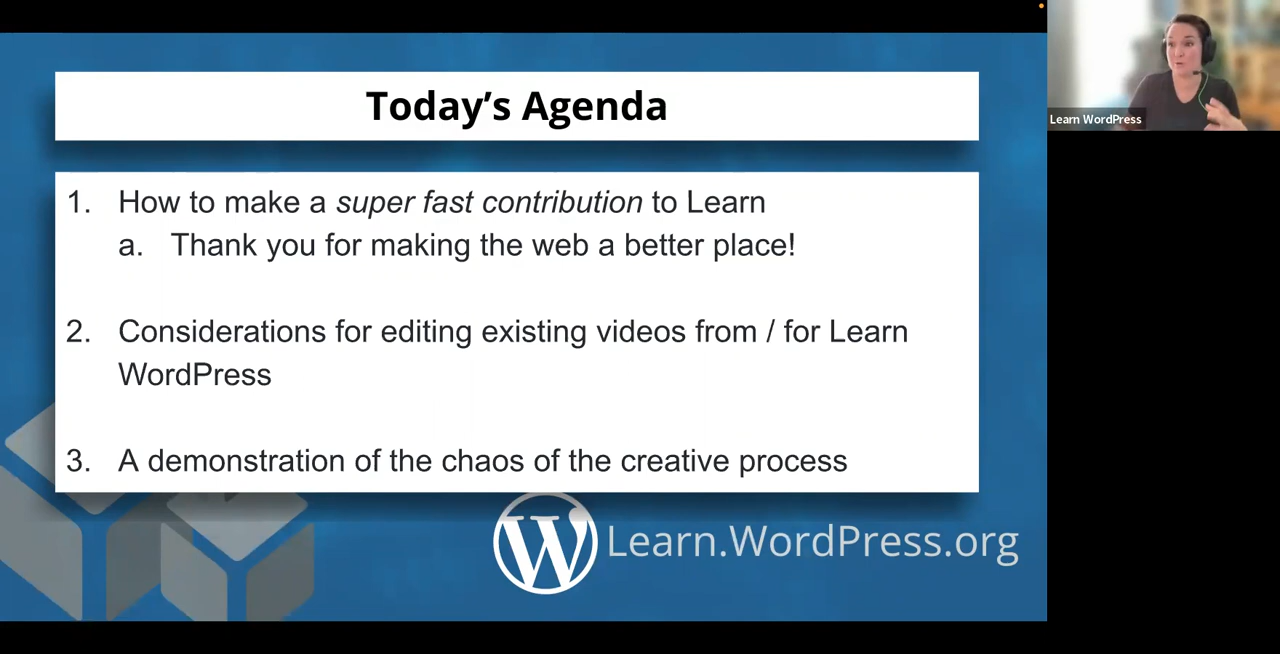 Today's Agenda
Learn WordPress
1. How to make a super fast contribution to Learn
a. Thank you for making the web a better place!
2. Considerations for editing existing videos from / for Learn
WordPress
3. A demonstration of the chaos of the creative process
Learn.WordPress.org